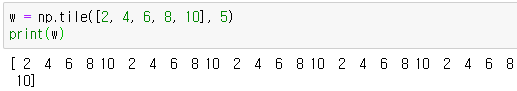 w = np.tile([2, 4, 6, 8, 10], 5)
print(w)
[ 2  4  6  8 10  2  4  6  8 10  2  4  6  8 10  2  4  6  8 10  2  4  6  8
 10]